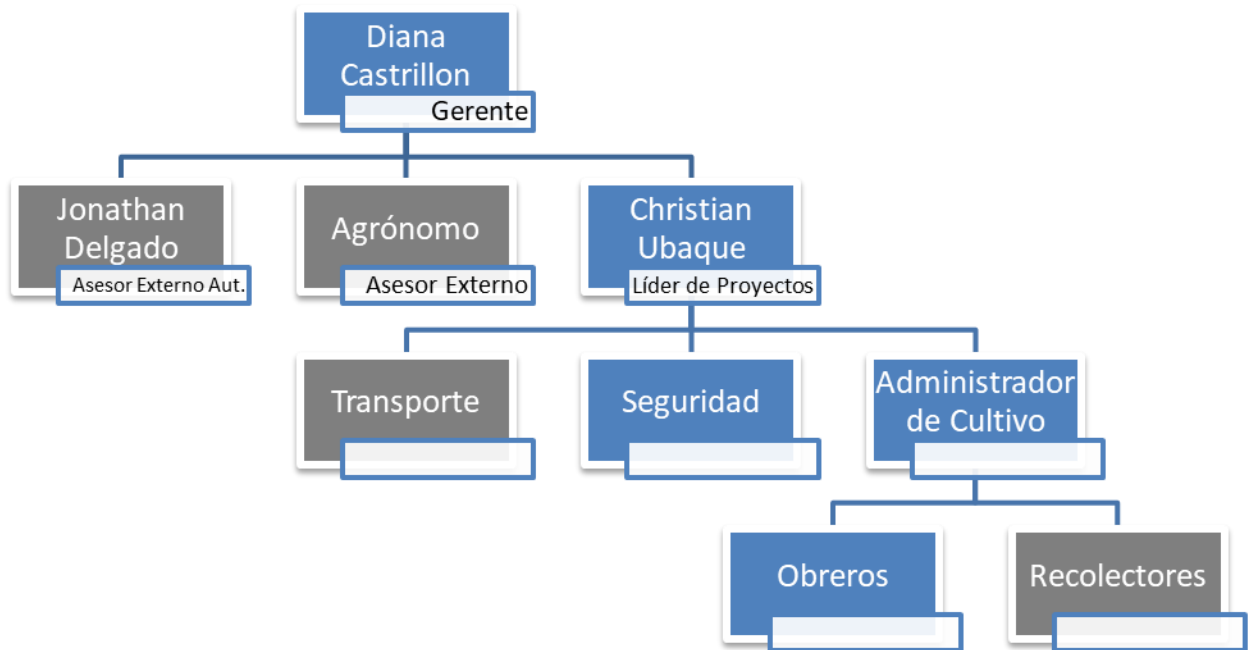 Diana
Castrillon
Gerente
Jonathan
Delgado
Asesor Externo Aut.
Agrónomo
Asesor Externo
Christian
Ubaque
Líder de Proyectos
Transporte
Seguridad
Administrador
de Cultivo
Obreros
Recolectores